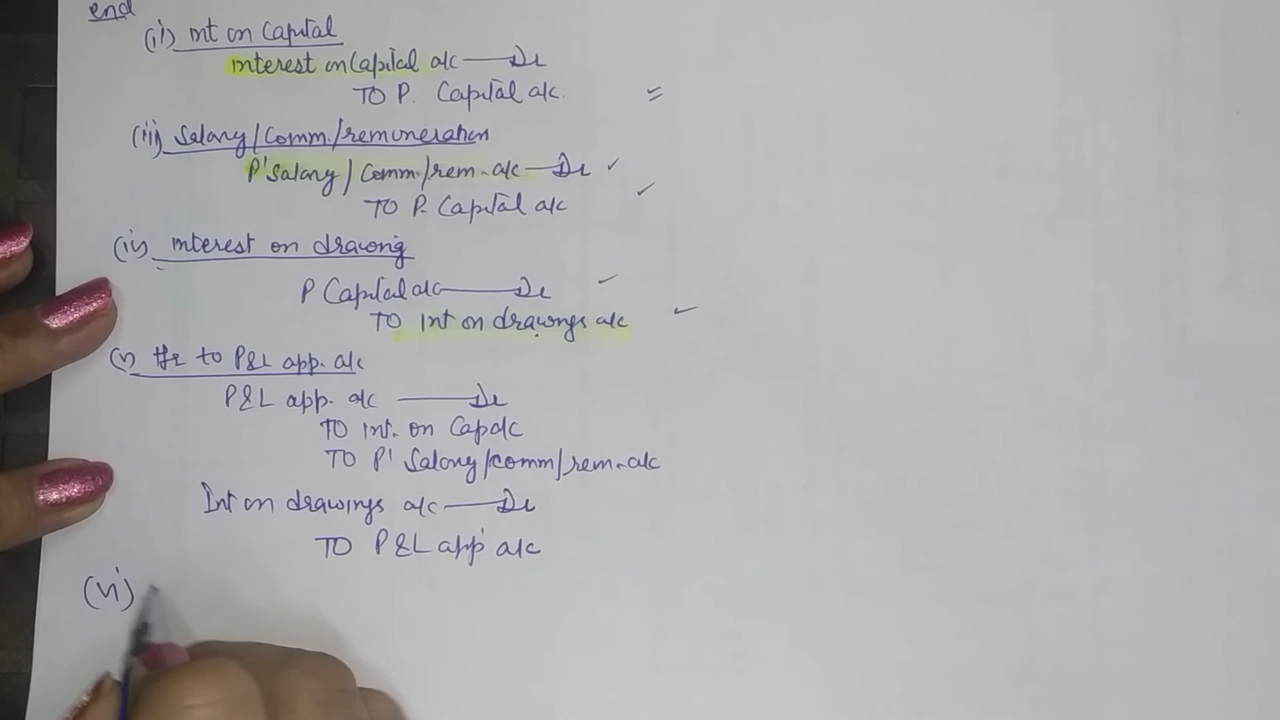 end
(ii) Int on Capital
interest on Capital a/c —— Dr
TO P. Capital a/c.
(iii) Salary/Comm./remuneration
P' Salary/Comm./rem. a/c — Dr
TO P. Capital a/c
(iv) interest on drawing
P Capital a/c —— Dr
TO Int on drawings a/c
(v) tfr to P&L app. a/c
P&L app. a/c —— Dr
TO Int. on Cap a/c
TO P' Salary/comm/rem. a/c
Int on drawings a/c —— Dr
TO P&L app a/c
(vi)